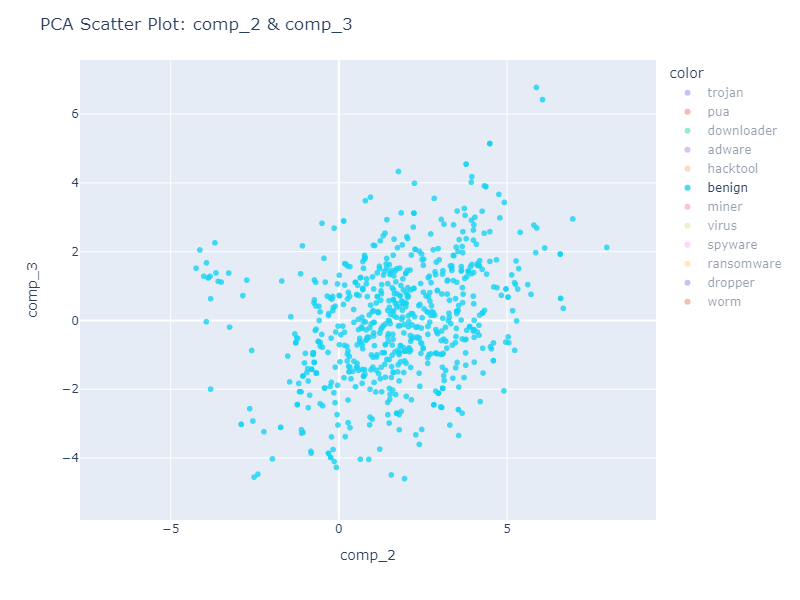 PCA Scatter Plot: comp_2 & comp_3
color
trojan
pua
downloader
adware
hacktool
benign
miner
virus
spyware
ransomware
dropper
worm
6
4
2
0
−2
−4
comp_3
−5
0
5
comp_2